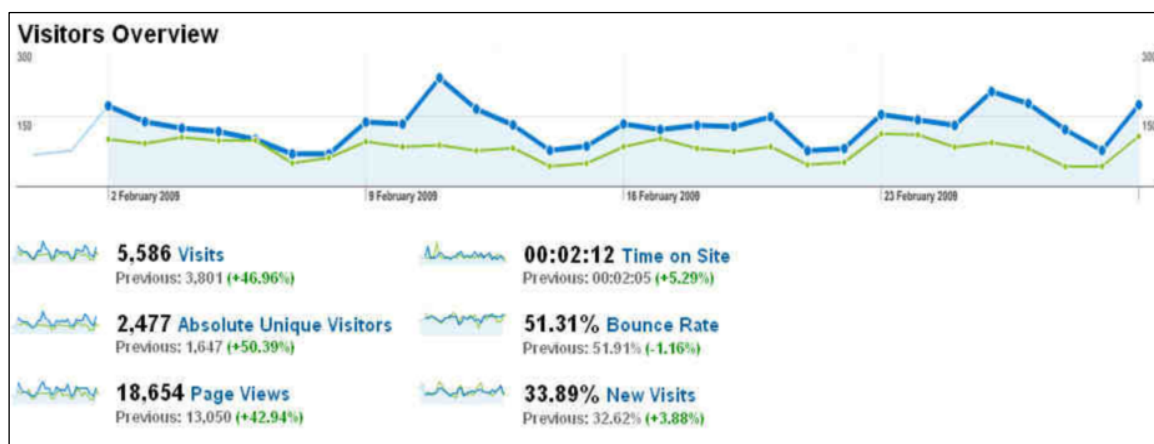 Visitors Overview
300 300
150 150
2 February 2009 9 February 2009 16 February 2009 23 February 2009
5,586 Visits
Previous: 3,801 (+46.96%)
00:02:12 Time on Site
Previous: 00:02:05 (+5.29%)
2,477 Absolute Unique Visitors
Previous: 1,647 (+50.39%)
51.31% Bounce Rate
Previous: 51.91% (-1.16%)
18,654 Page Views
Previous: 13,050 (+42.94%)
33.89% New Visits
Previous: 32.62% (+3.88%)